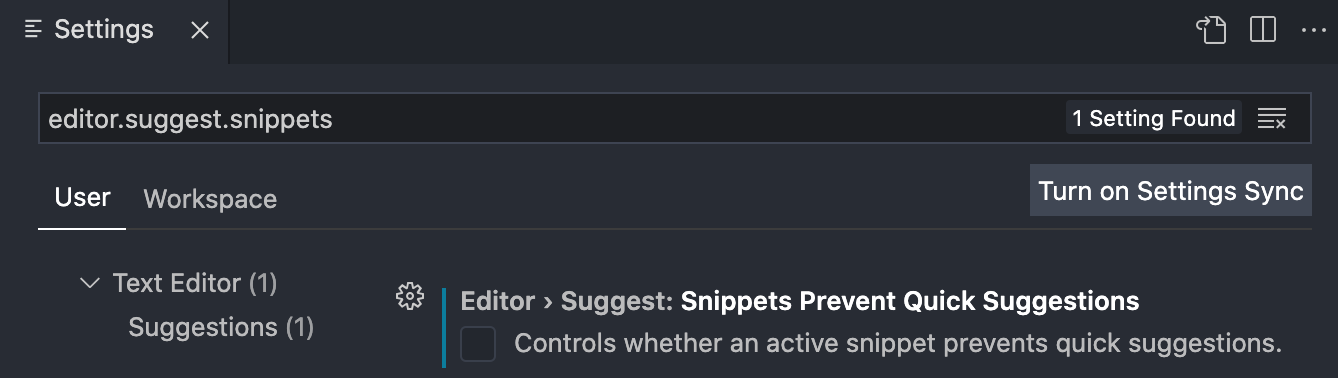 Settings
editor.suggest.snippets 1 Setting Found
User Workspace Turn on Settings Sync
Text Editor (1)
Suggestions (1)
Editor › Suggest: Snippets Prevent Quick Suggestions
Controls whether an active snippet prevents quick suggestions.